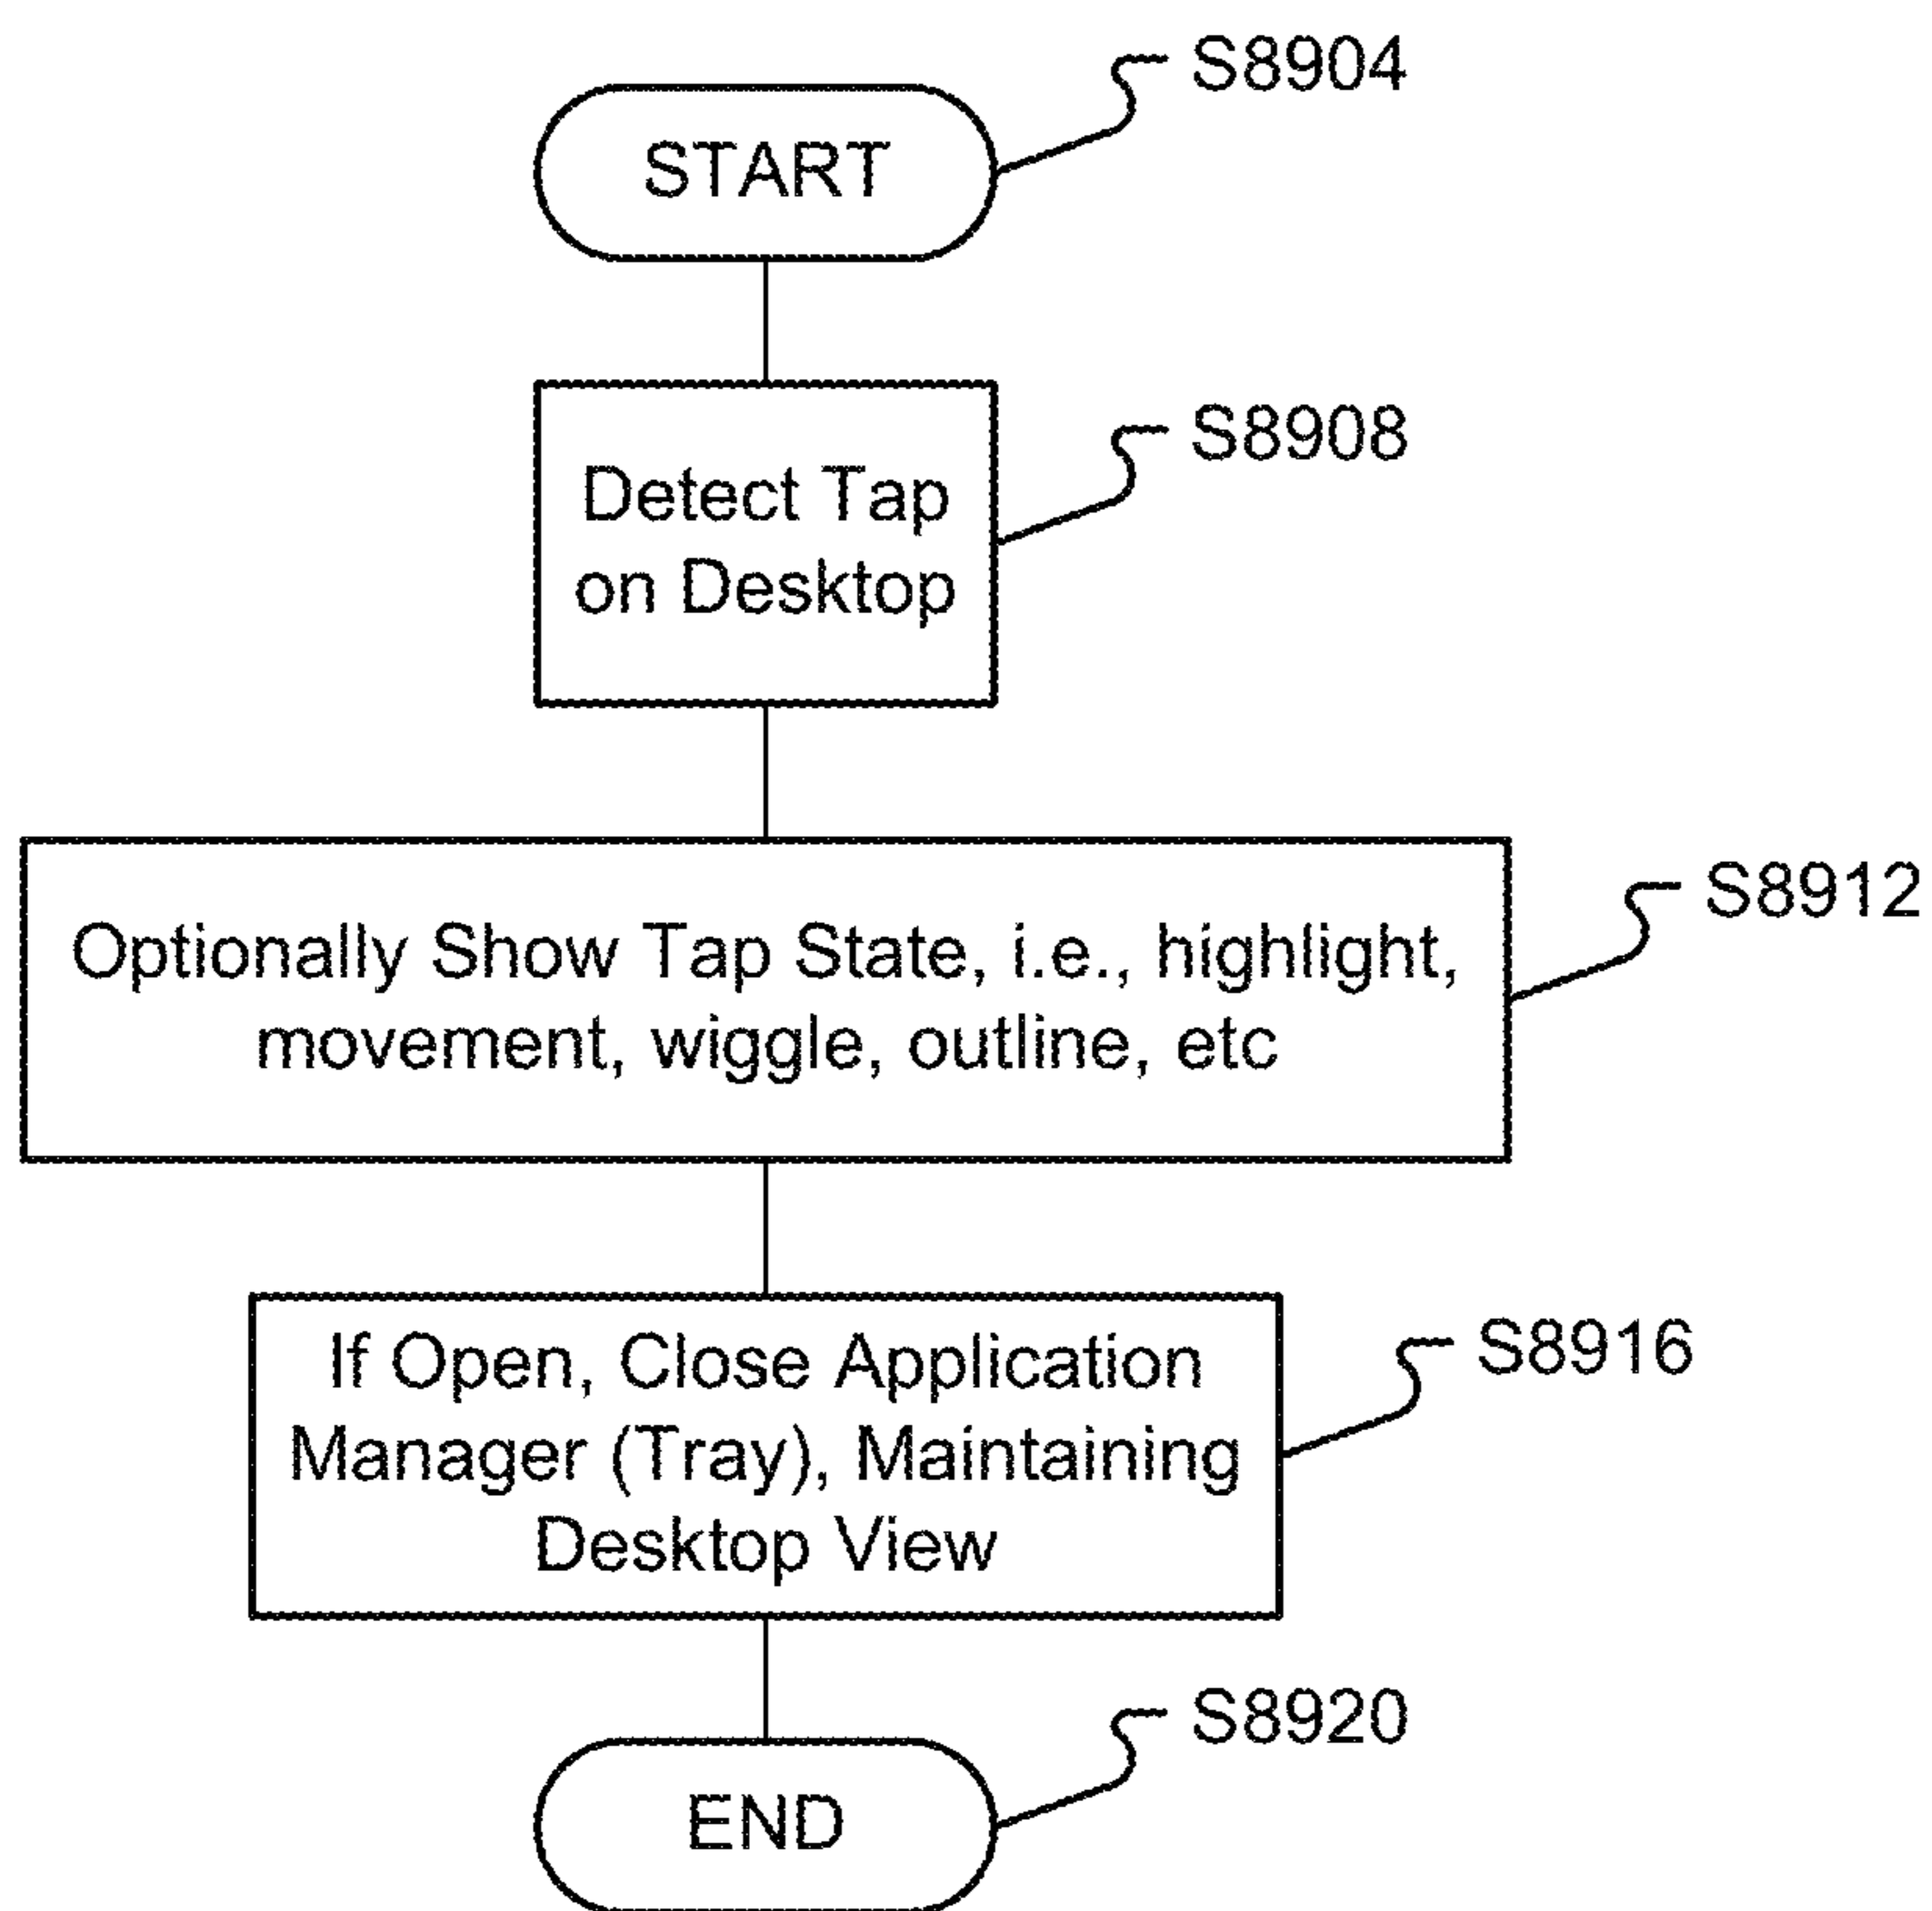 S8904
START
S8908
Detect Tap
on Desktop
S8912
Optionally Show Tap State, i.e., highlight,
movement, wiggle, outline, etc
S8916
If Open, Close Application
Manager (Tray), Maintaining
Desktop View
S8920
END